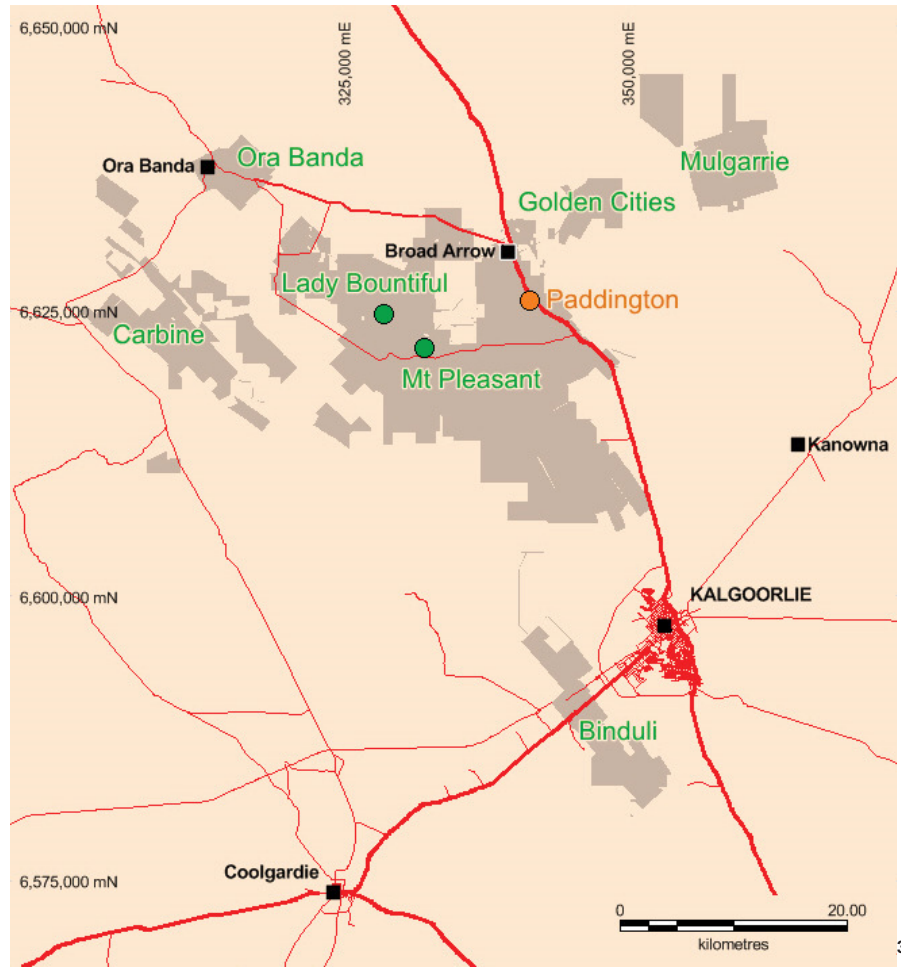 6,650,000 mN
325,000 mE
350,000 mE
Ora Banda
Ora Banda
Mulgarrie
Golden Cities
Broad Arrow
Lady Bountiful
Paddington
6,625,000 mN
Carbine
Mt Pleasant
Kanowna
6,600,000 mN
KALGOORLIE
Binduli
Coolgardie
6,575,000 mN
0 20.00
kilometres
3